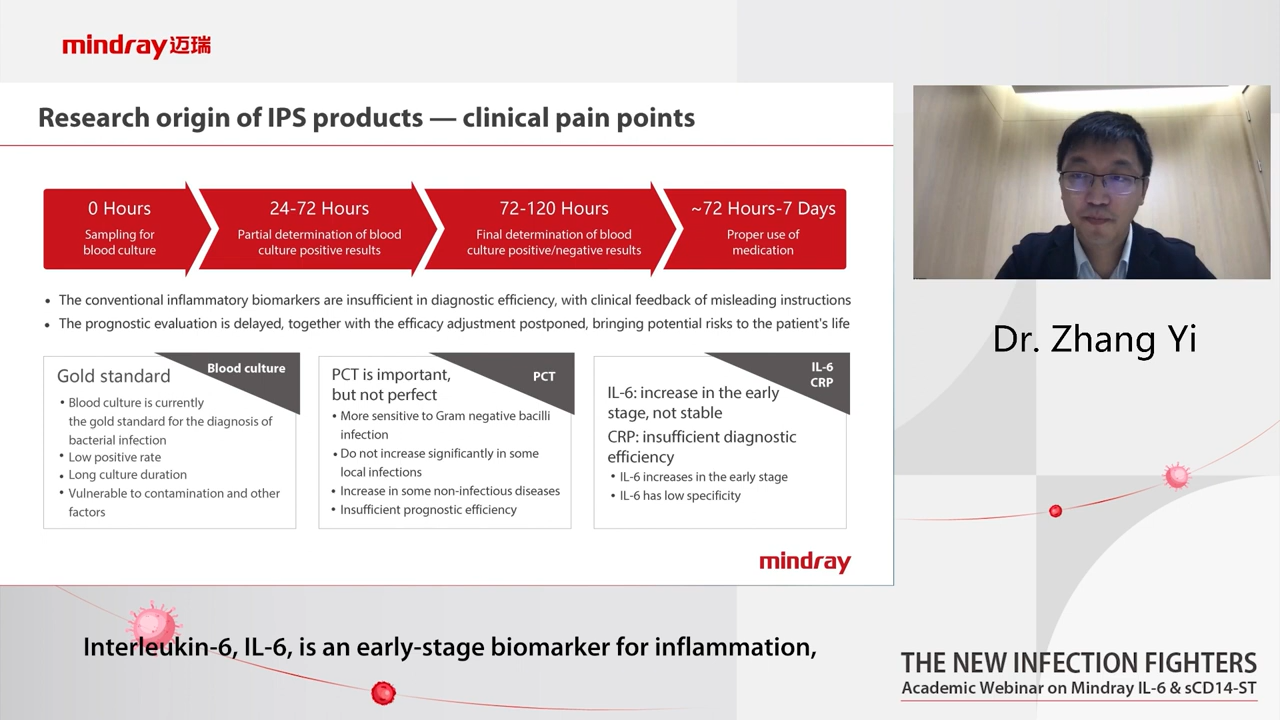 mindray迈瑞
Research origin of IPS products — clinical pain points
0 Hours
Sampling for
blood culture
24-72 Hours
Partial determination of blood
culture positive results
72-120 Hours
Final determination of blood
culture positive/negative results
~72 Hours-7 Days
Proper use of
medication
• The conventional inflammatory biomarkers are insufficient in diagnostic efficiency, with clinical feedback of misleading instructions
• The prognostic evaluation is delayed, together with the efficacy adjustment postponed, bringing potential risks to the patient's life
Blood culture
Gold standard
• Blood culture is currently
the gold standard for the diagnosis of
bacterial infection
• Low positive rate
• Long culture duration
• Vulnerable to contamination and other
factors
PCT
PCT is important,
but not perfect
• More sensitive to Gram negative bacilli
infection
• Do not increase significantly in some
local infections
• Increase in some non-infectious diseases
• Insufficient prognostic efficiency
IL-6
CRP
IL-6: increase in the early
stage, not stable
CRP: insufficient diagnostic
efficiency
• IL-6 increases in the early stage
• IL-6 has low specificity
mindray
Dr. Zhang Yi
Interleukin-6, IL-6, is an early-stage biomarker for inflammation,
THE NEW INFECTION FIGHTERS
Academic Webinar on Mindray IL-6 & sCD14-ST